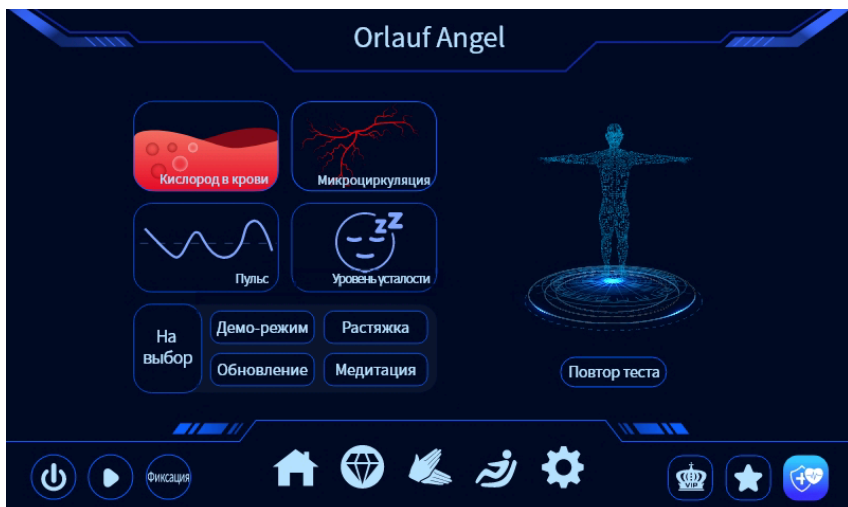 Orlauf Angel
Кислород в крови
Микроциркуляция
Пульс
Уровень усталости
На
выбор
Демо-режим
Растяжка
Обновление
Медитация
Повтор теста
Фиксация
VIP